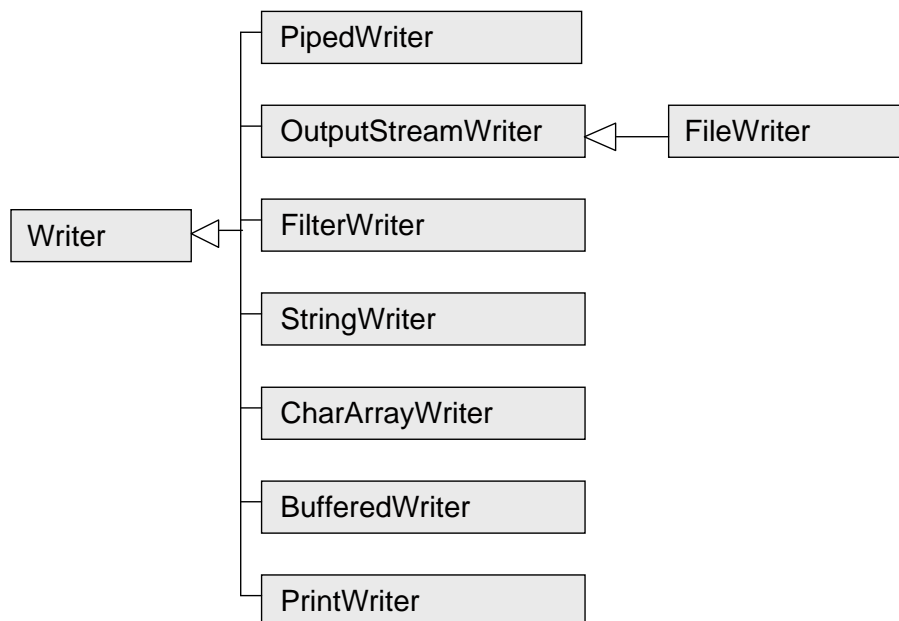 PipedWriter
OutputStreamWriter
FileWriter
FilterWriter
Writer
StringWriter
CharArrayWriter
BufferedWriter
PrintWriter